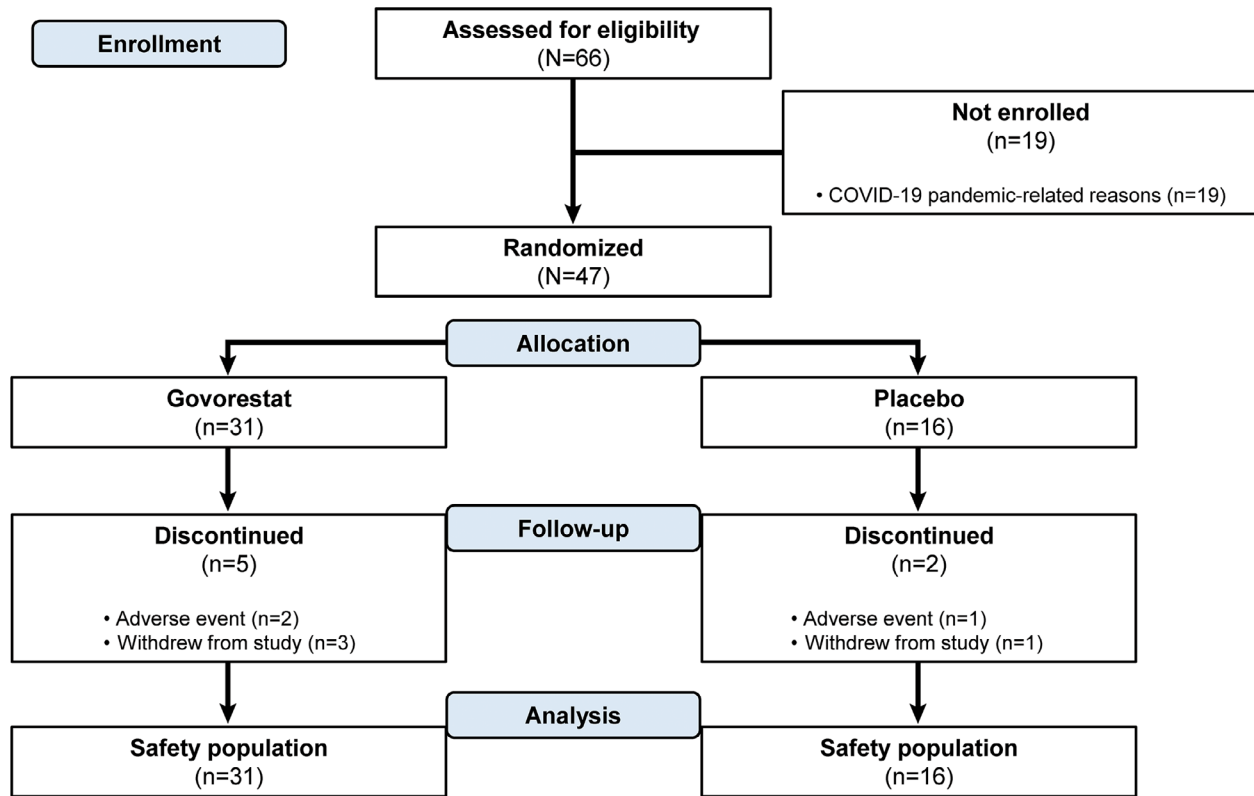 Enrollment
Assessed for eligibility
(N=66)
Not enrolled
(n=19)
• COVID-19 pandemic-related reasons (n=19)
Randomized
(N=47)
Allocation
Govorestat
(n=31)
Placebo
(n=16)
Follow-up
Discontinued
(n=5)
• Adverse event (n=2)
• Withdrew from study (n=3)
Discontinued
(n=2)
• Adverse event (n=1)
• Withdrew from study (n=1)
Analysis
Safety population
(n=31)
Safety population
(n=16)